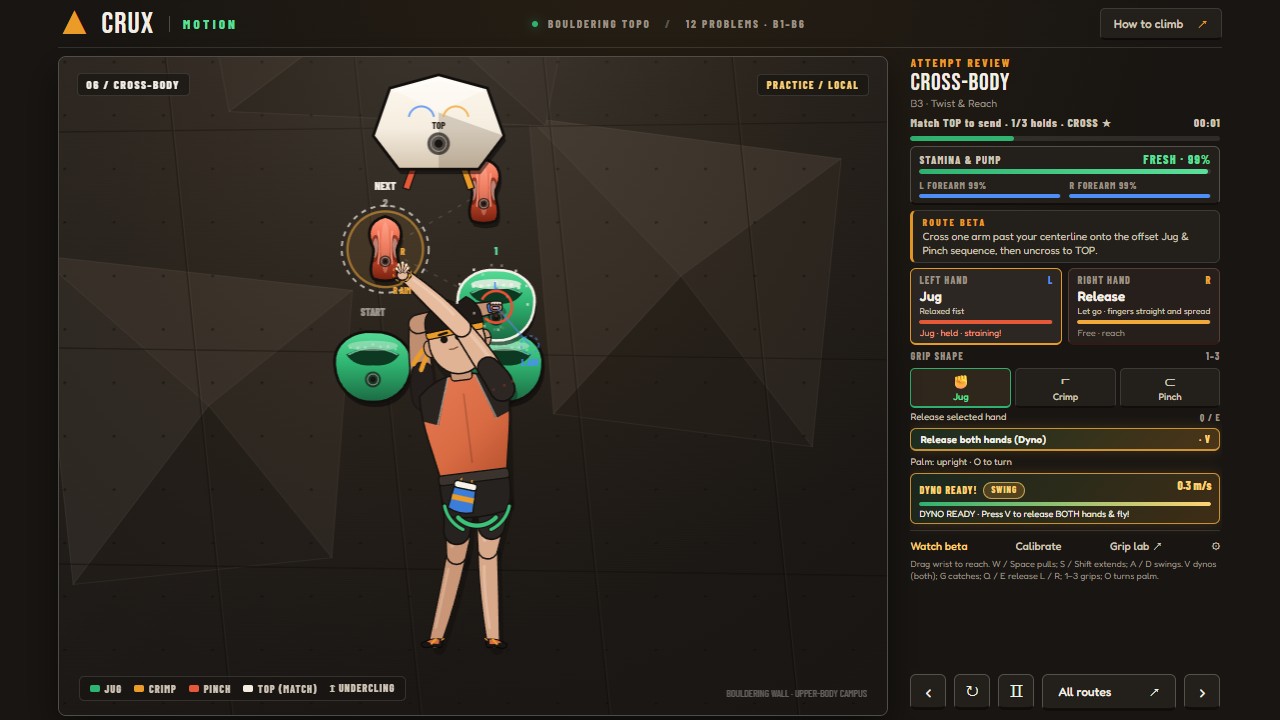 CRUX MOTION
BOULDERING TOPO / 12 PROBLEMS · B1–B6
How to climb ↗
06 / CROSS-BODY
PRACTICE / LOCAL
TOP
NEXT
2
R
1
START
JUG CRIMP PINCH TOP (MATCH) UNDERCLING
BOULDERING WALL · UPPER-BODY CAMPUS
ATTEMPT REVIEW
CROSS-BODY
B3 · Twist & Reach
Match TOP to send · 1/3 holds · CROSS ★ 00:01
STAMINA & PUMP FRESH · 99%
L FOREARM 99% R FOREARM 99%
ROUTE BETA
Cross one arm past your centerline onto the offset Jug &
Pinch sequence, then uncross to TOP.
LEFT HAND L
Jug
Relaxed fist
Jug · held · straining!
RIGHT HAND R
Release
Let go · fingers straight and spread
Free · reach
GRIP SHAPE 1–3
Jug
Crimp
Pinch
Release selected hand Q / E
Release both hands (Dyno) · V
Palm: upright · O to turn
DYNO READY! SWING 0.3 m/s
DYNO READY · Press V to release BOTH hands & fly!
Watch beta Calibrate Grip lab ↗
Drag wrist to reach. W / Space pulls; S / Shift extends; A / D swings. V dynos
(both); G catches; Q / E release L / R; 1–3 grips; O turns palm.
All routes ↗